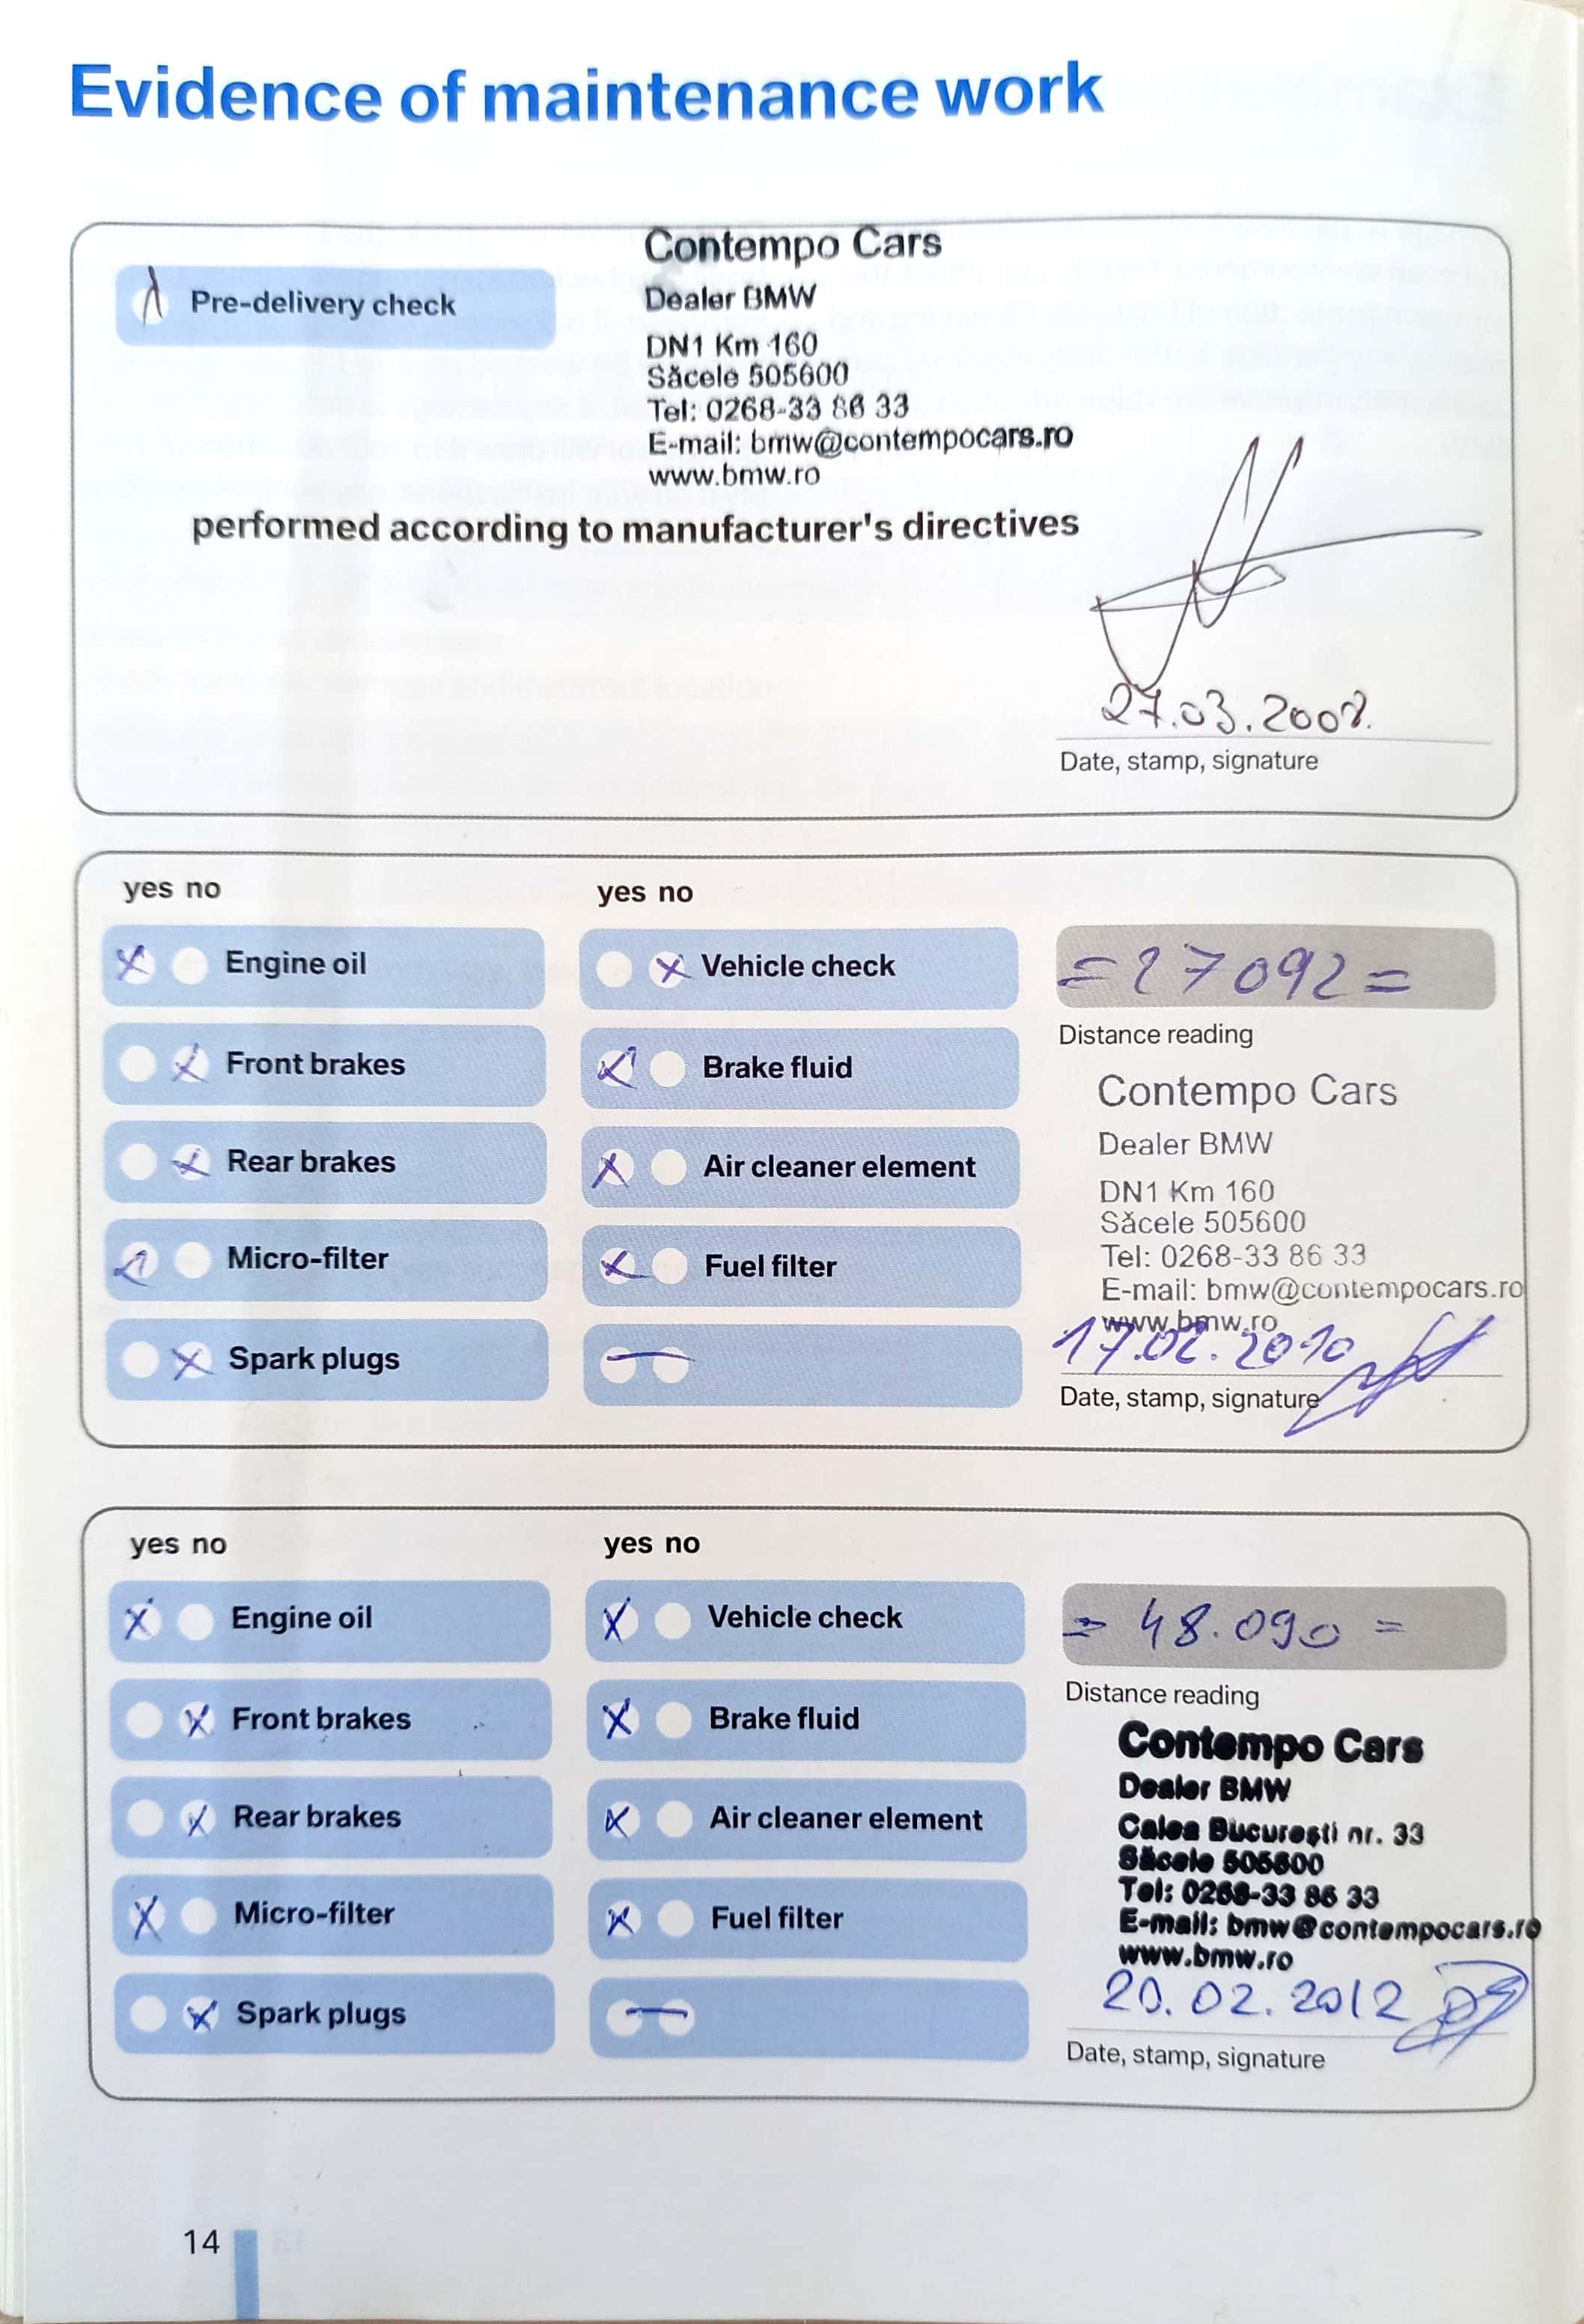 Evidence of maintenance work
Contempo Cars
Pre-delivery check
Dealer BMW
DN1 Km 160
Săcele 505600
Tel: 0268-33 86 33
E-mail: bmw@contempocars.ro
www.bmw.ro
performed according to manufacturer's directives
27.03.2008.
Date, stamp, signature
yes no
Engine oil
Front brakes
Rear brakes
Micro-filter
Spark plugs
yes no
Vehicle check
Brake fluid
Air cleaner element
Fuel filter
=27092=
Distance reading
Contempo Cars
Dealer BMW
DN1 Km 160
Săcele 505600
Tel: 0268-33 86 33
E-mail: bmw@contempocars.ro
www.bmw.ro
17.02.2010
Date, stamp, signature
yes no
Engine oil
Front brakes
Rear brakes
Micro-filter
Spark plugs
yes no
Vehicle check
Brake fluid
Air cleaner element
Fuel filter
= 48.090 =
Distance reading
Contempo Cars
Dealer BMW
Calea Bucureşti nr. 33
Săcele 505600
Tel: 0268-33 86 33
E-mail: bmw@contempocars.ro
www.bmw.ro
20.02.2012
Date, stamp, signature
14